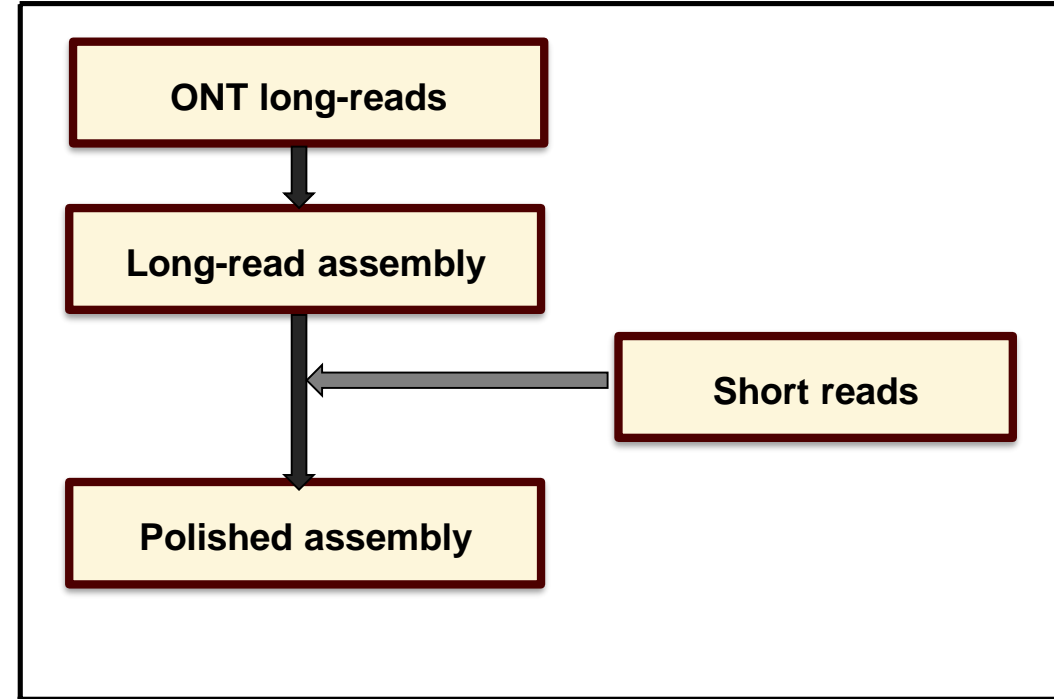 ONT long-reads
Long-read assembly
Short reads
Polished assembly